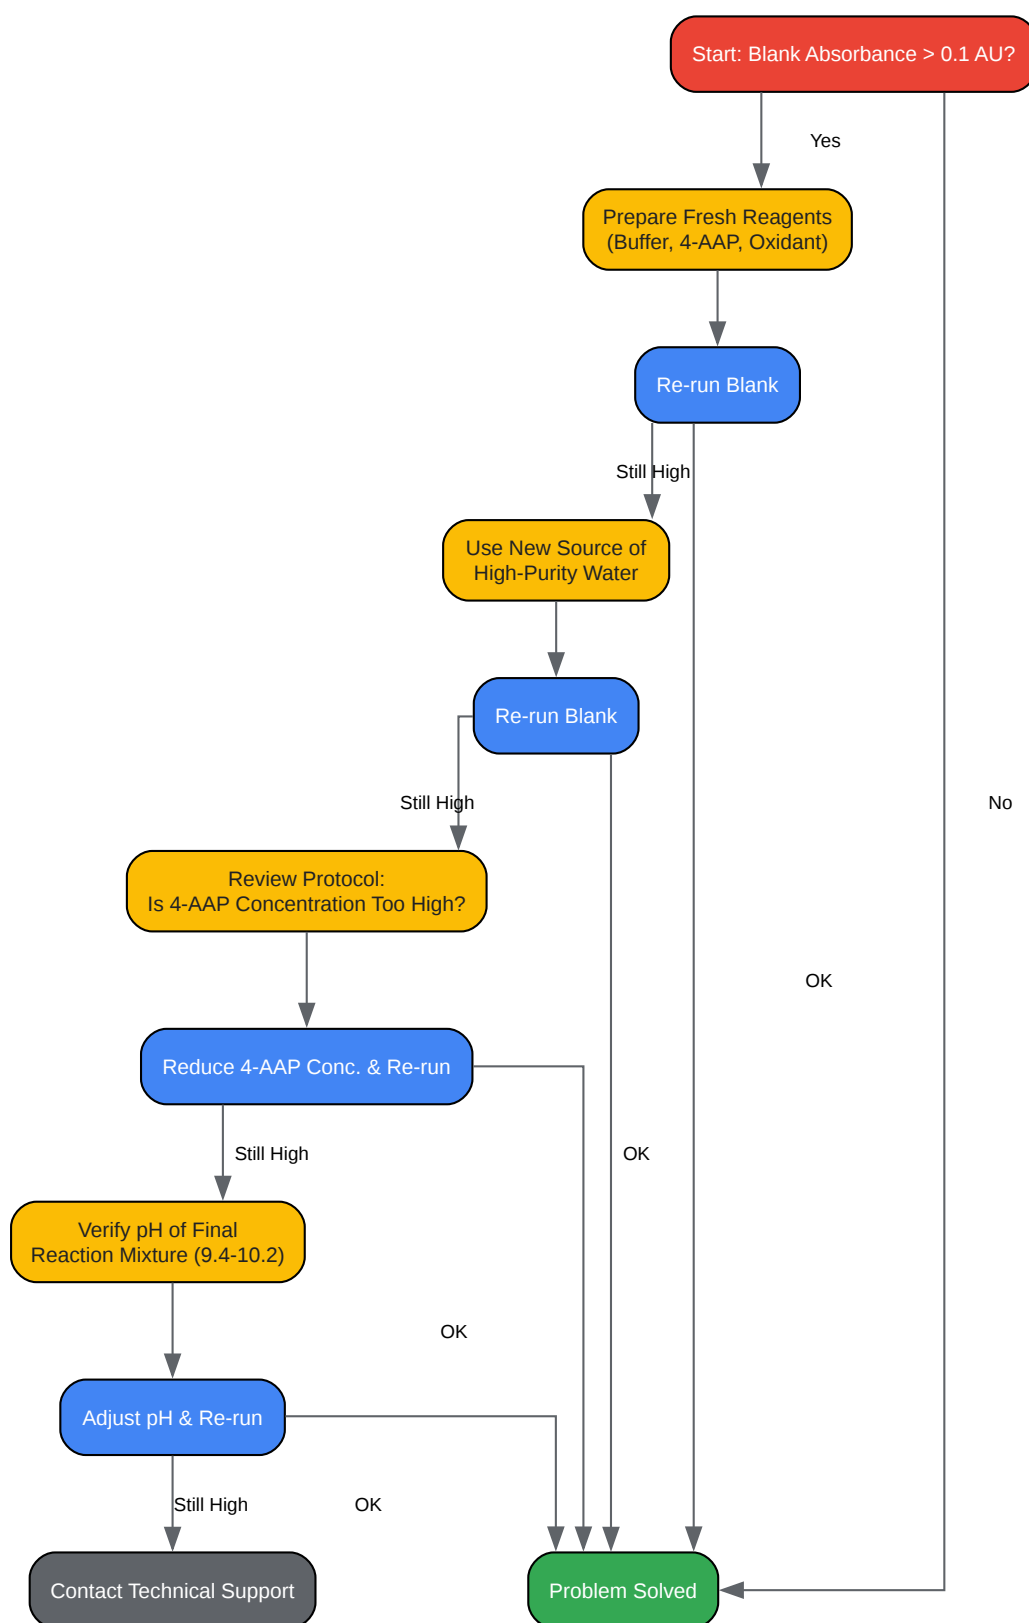 Start: Blank Absorbance > 0.1 AU?
Yes
Prepare Fresh Reagents
(Buffer, 4-AAP, Oxidant)
Re-run Blank
Still High
Use New Source of
High-Purity Water
Re-run Blank
Still High
No
Review Protocol:
Is 4-AAP Concentration Too High?
OK
Reduce 4-AAP Conc. & Re-run
Still High
OK
Verify pH of Final
Reaction Mixture (9.4-10.2)
OK
Adjust pH & Re-run
Still High
OK
Contact Technical Support
Problem Solved